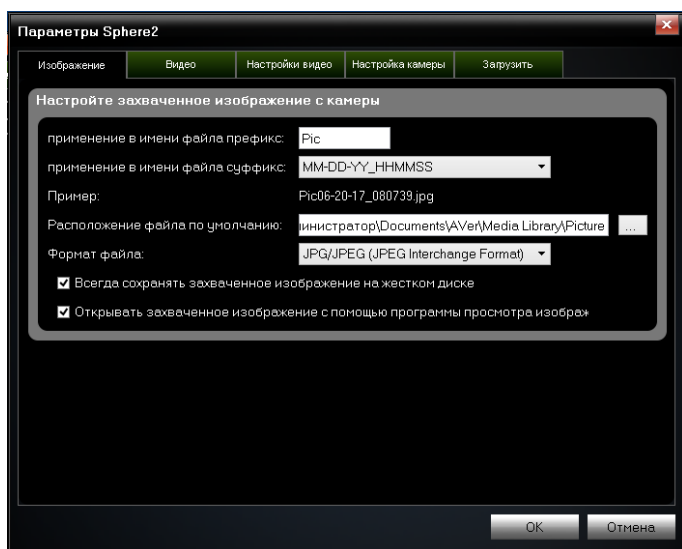 Параметры Sphere2
Изображение Видео Настройки видео Настройка камеры Загрузить
Настройте захваченное изображение с камеры
применение в имени файла префикс: Pic
применение в имени файла суффикс: MM-DD-YY_HHMMSS
Пример: Pic06-20-17_080739.jpg
Расположение файла по умолчанию: министратор\Documents\AVer\Media Library\Picture ...
Формат файла: JPG/JPEG (JPEG Interchange Format)
Всегда сохранять захваченное изображение на жестком диске
Открывать захваченное изображение с помощью программы просмотра изображ
OK Отмена